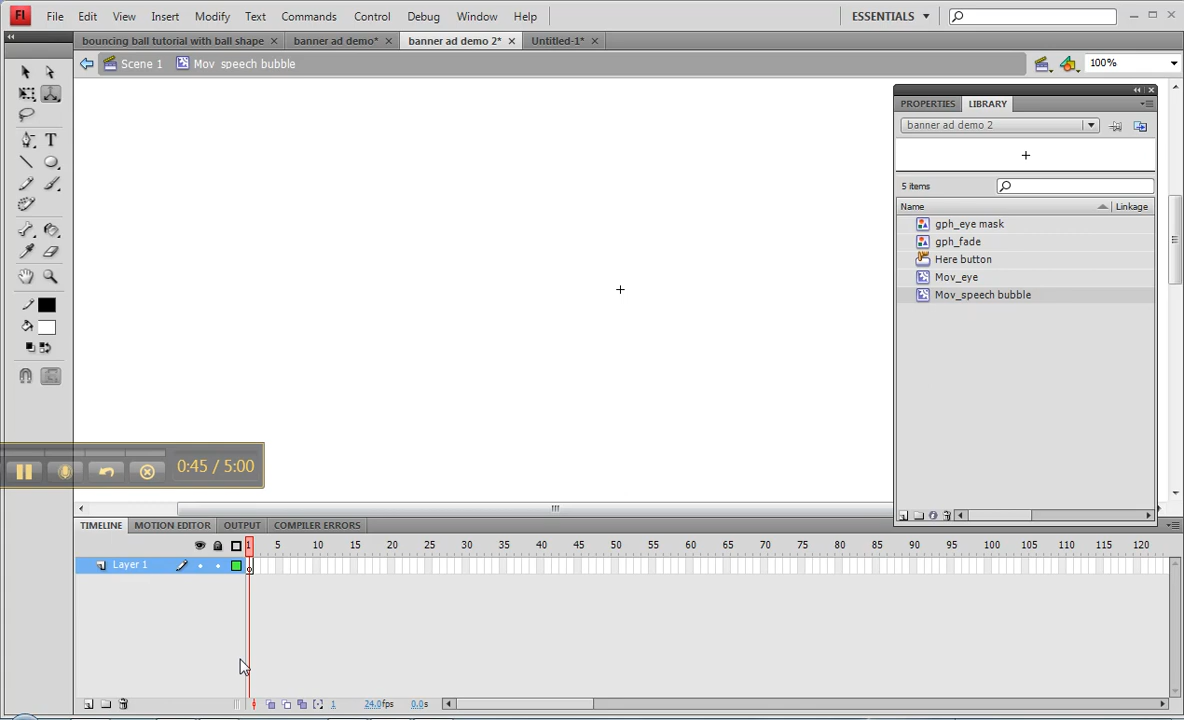 Fl File Edit View Insert Modify Text Commands Control Debug Window Help ESSENTIALS
bouncing ball tutorial with ball shape banner ad demo* banner ad demo 2* Untitled-1*
Scene 1 Mov_speech bubble 100%
PROPERTIES LIBRARY
banner ad demo 2
5 items
Name Linkage
gph_eye mask
gph_fade
Here button
Mov_eye
Mov_speech bubble
0:45 / 5:00
TIMELINE MOTION EDITOR OUTPUT COMPILER ERRORS
1 5 10 15 20 25 30 35 40 45 50 55 60 65 70 75 80 85 90 95 100 105 110 115 120
Layer 1
1 24.0fps 0.0s